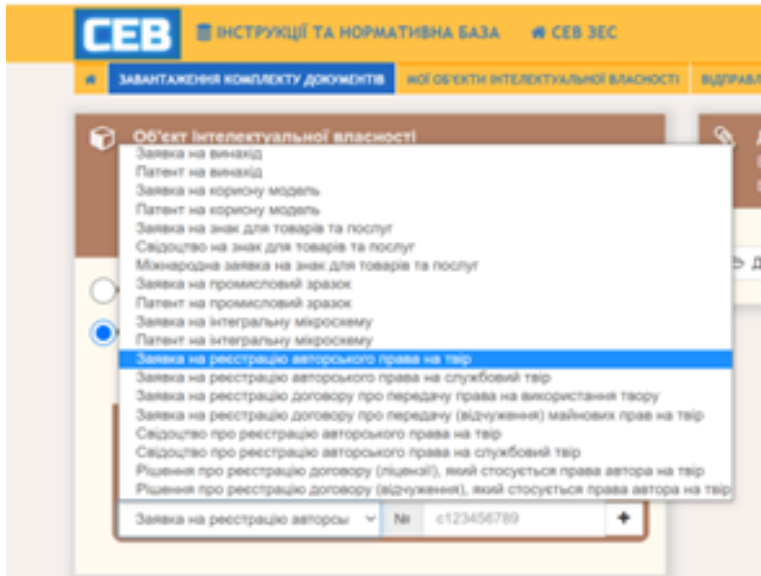 СЕВ
ІНСТРУКЦІЇ ТА НОРМАТИВНА БАЗА
СЕВ ЗЕС
ЗАВАНТАЖЕННЯ КОМПЛЕКТУ ДОКУМЕНТІВ
МОЇ ОБ'ЄКТИ ІНТЕЛЕКТУАЛЬНОЇ ВЛАСНОСТІ
ВІДПРАВЛ
Об'єкт інтелектуальної власності
Заявка на винахід
Патент на винахід
Заявка на корисну модель
Патент на корисну модель
Заявка на знак для товарів та послуг
Свідоцтво на знак для товарів та послуг
Міжнародна заявка на знак для товарів та послуг
Заявка на промисловий зразок
Патент на промисловий зразок
Заявка на інтегральну мікросхему
Патент на інтегральну мікросхему
Заявка на реєстрацію авторського права на твір
Заявка на реєстрацію авторського права на службовий твір
Заявка на реєстрацію договору про передачу права на використання твору
Заявка на реєстрацію договору про передачу (відчуження) майнових прав на твір
Свідоцтво про реєстрацію авторського права на твір
Свідоцтво про реєстрацію авторського права на службовий твір
Рішення про реєстрацію договору (ліцензії), який стосується права автора на твір
Рішення про реєстрацію договору (відчуження), який стосується права автора на твір
Заявка на реєстрацію авторсы
№
c123456789